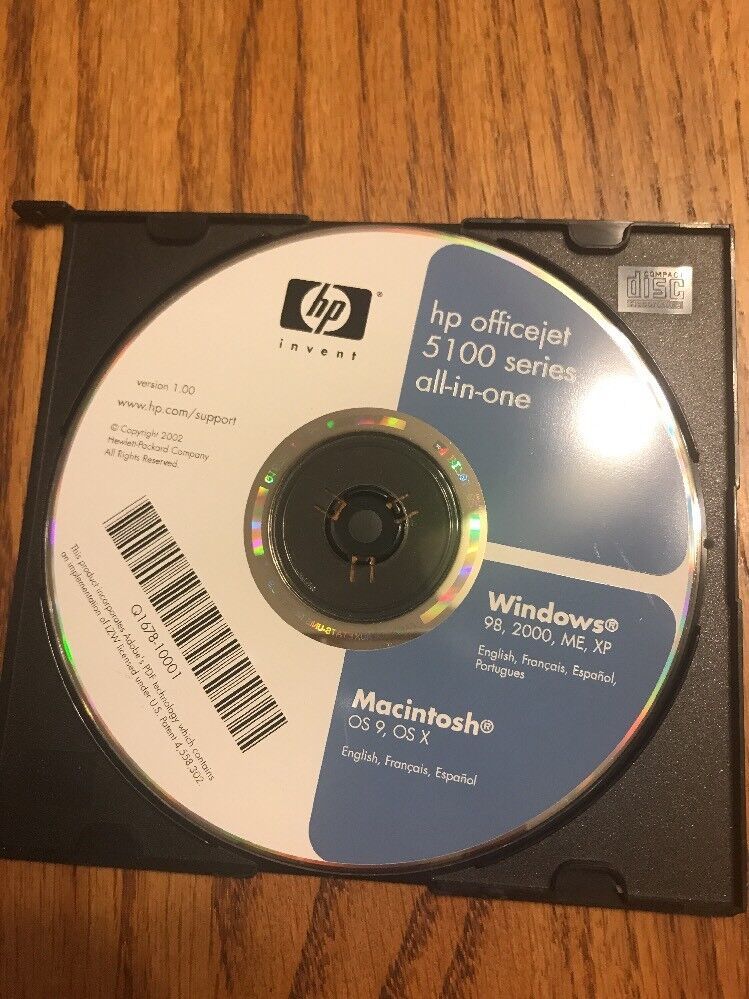 COMPACT
disc
hp
®
invent
hp officejet
5100 series
all-in-one
version 1.00
www.hp.com/support
© Copyright 2002
Hewlett-Packard Company
All Rights Reserved.
Q1678-10001
This product incorporates Adobe's PDF technology which contains
an implementation of LZW licensed under U.S. Patent 4,558,302
Windows®
98, 2000, ME, XP
English, Français, Español,
Portugues
Macintosh®
OS 9, OS X
English, Français, Español